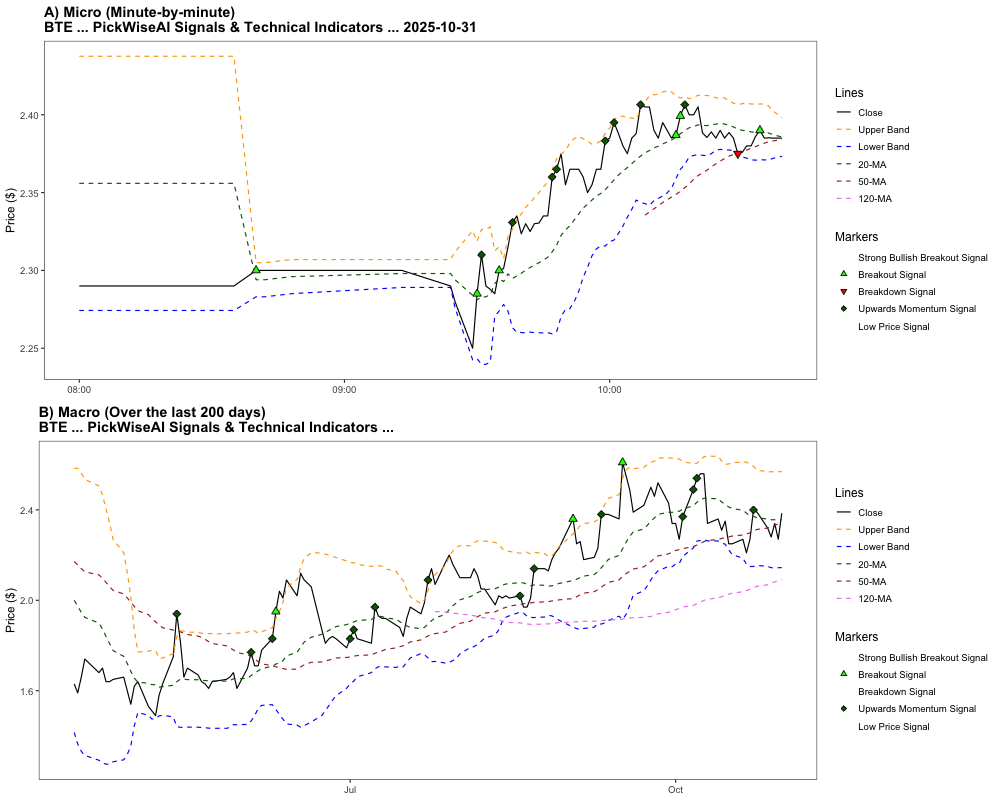 A) Micro (Minute-by-minute)
BTE ... PickWiseAI Signals & Technical Indicators ... 2025-10-31
Price ($)
2.40
2.35
2.30
2.25
08:00
09:00
10:00
Lines
Close
Upper Band
Lower Band
20-MA
50-MA
120-MA
Markers
Strong Bullish Breakout Signal
Breakout Signal
Breakdown Signal
Upwards Momentum Signal
Low Price Signal
B) Macro (Over the last 200 days)
BTE ... PickWiseAI Signals & Technical Indicators ...
Price ($)
2.4
2.0
1.6
Jul
Oct
Lines
Close
Upper Band
Lower Band
20-MA
50-MA
120-MA
Markers
Strong Bullish Breakout Signal
Breakout Signal
Breakdown Signal
Upwards Momentum Signal
Low Price Signal